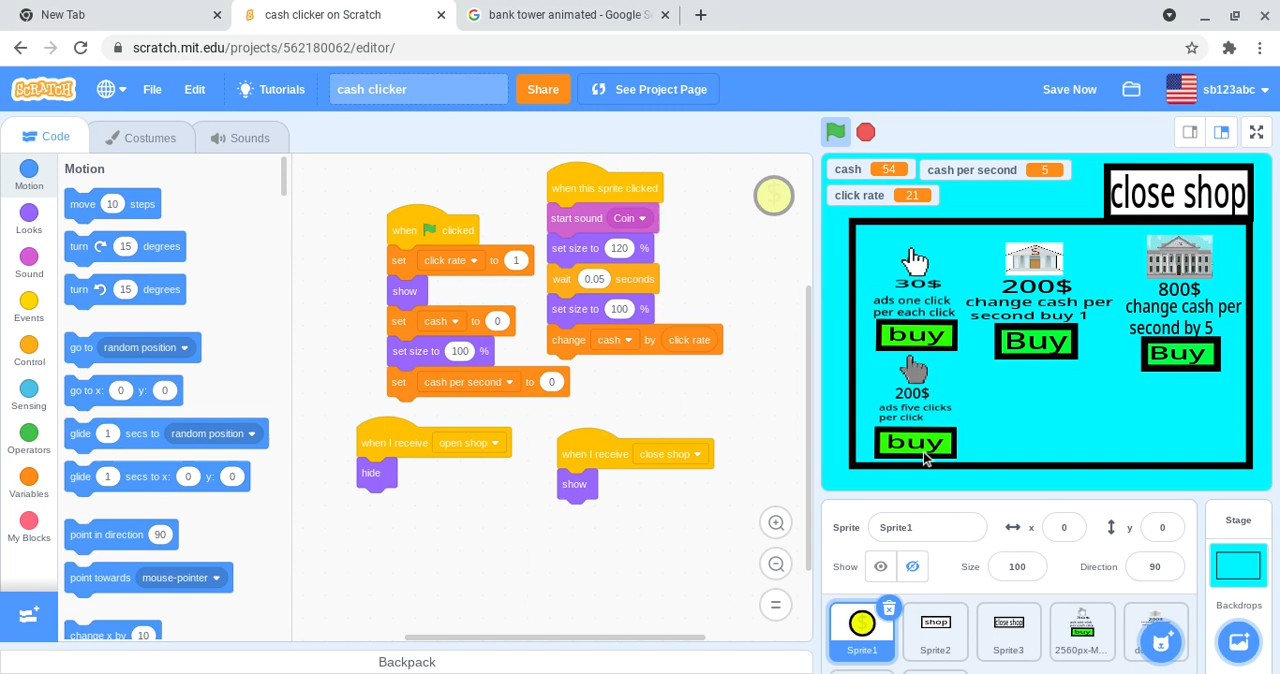 New Tab
cash clicker on Scratch
bank tower animated - Google S
scratch.mit.edu/projects/562180062/editor/
SCRATCH
File
Edit
Tutorials
cash clicker
Share
See Project Page
Save Now
sb123abc
Code
Costumes
Sounds
Motion
Looks
Sound
Events
Control
Sensing
Operators
Variables
My Blocks
Motion
move 10 steps
turn 15 degrees
turn 15 degrees
go to random position
go to x: 0 y: 0
glide 1 secs to random position
glide 1 secs to x: 0 y: 0
point in direction 90
point towards mouse-pointer
change x by 10
when clicked
set click rate to 1
show
set cash to 0
set size to 100 %
set cash per second to 0
when this sprite clicked
start sound Coin
set size to 120 %
wait 0.05 seconds
set size to 100 %
change cash by click rate
when I receive open shop
hide
when I receive close shop
show
Backpack
cash 54
cash per second 5
click rate 21
close shop
30$
ads one click
per each click
buy
200$
change cash per
second buy 1
Buy
800$
change cash per
second by 5
Buy
200$
ads five clicks
per click
buy
Sprite
Sprite1
x 0
y 0
Show
Size 100
Direction 90
Stage
Backdrops
Sprite1
shop
Sprite2
close shop
Sprite3
buy
2560px-M...